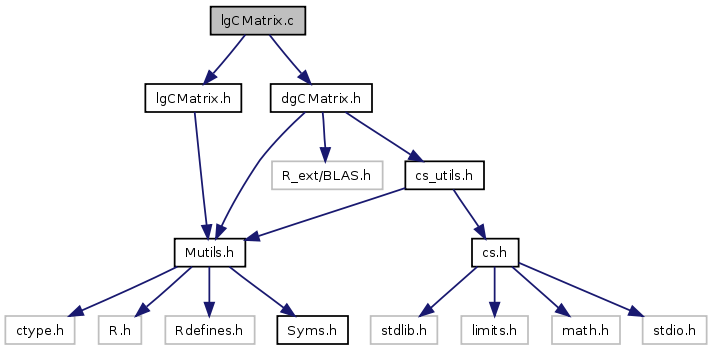 lgCMatrix.c
lgCMatrix.h
dgCMatrix.h
R_ext/BLAS.h
cs_utils.h
Mutils.h
cs.h
ctype.h
R.h
Rdefines.h
Syms.h
stdlib.h
limits.h
math.h
stdio.h